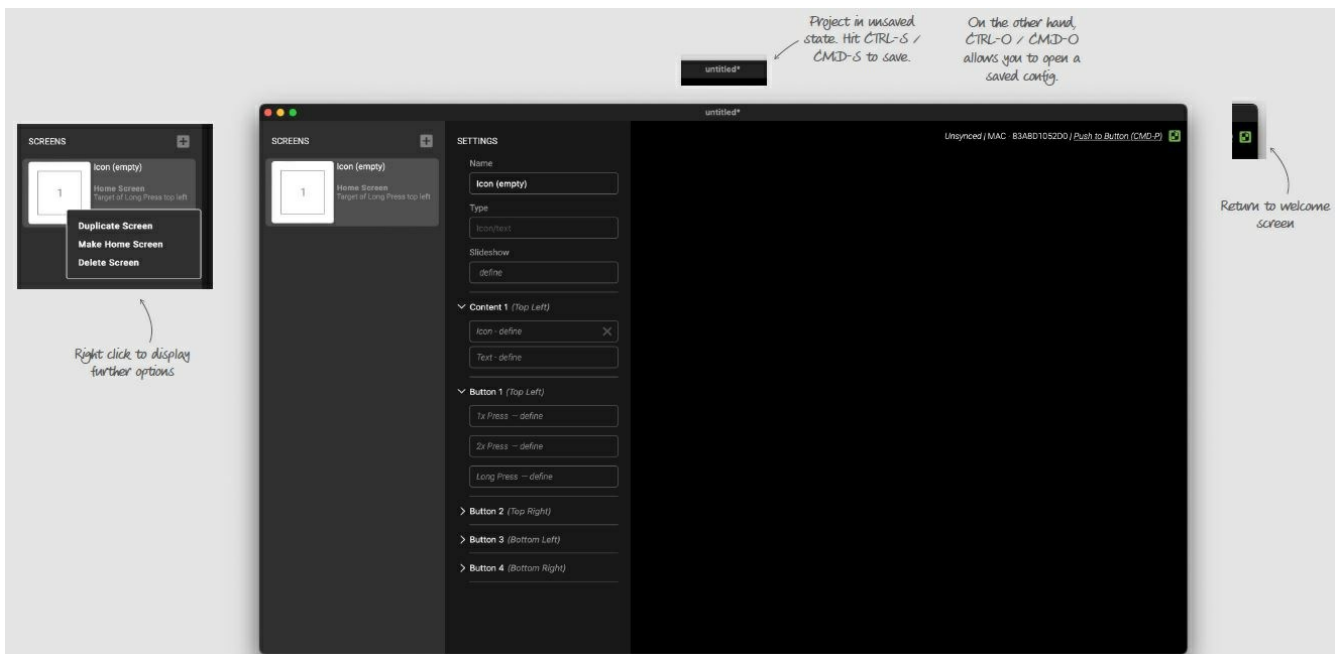 Project in unsaved
state. Hit CTRL-S /
CMD-S to save.
On the other hand,
CTRL-O / CMD-O
allows you to open a
saved config.
untitled*
untitled*
SCREENS
Icon (empty)
1
Home Screen
Target of Long Press top left
Duplicate Screen
Make Home Screen
Delete Screen
Right click to display
further options
SCREENS
Icon (empty)
1
Home Screen
Target of Long Press top left
SETTINGS
Name
Icon (empty)
Type
Icon/text
Slideshow
define
Content 1 (Top Left)
Icon - define
Text - define
Button 1 (Top Left)
1x Press – define
2x Press – define
Long Press – define
Button 2 (Top Right)
Button 3 (Bottom Left)
Button 4 (Bottom Right)
Unsynced / MAC - B3A8D1052D0 / Push to Button (CMD-P)
Return to welcome
screen